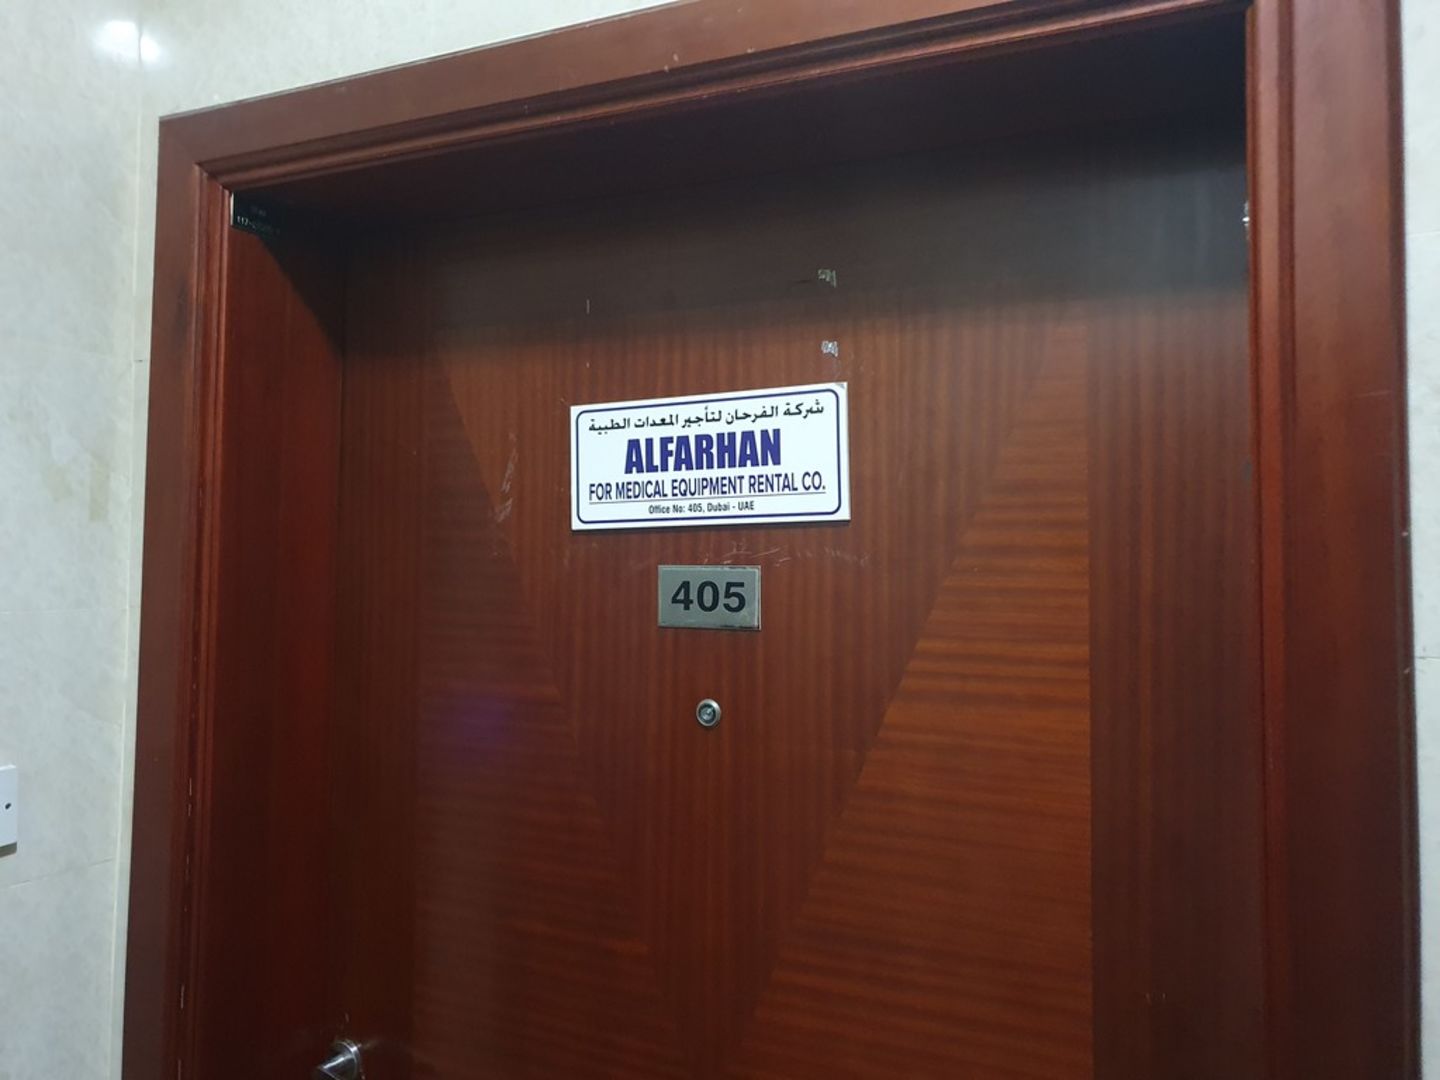 شركة الفرحان لتأجير المعدات الطبية
ALFARHAN
FOR MEDICAL EQUIPMENT RENTAL CO.
Office No: 405, Dubai - UAE
405